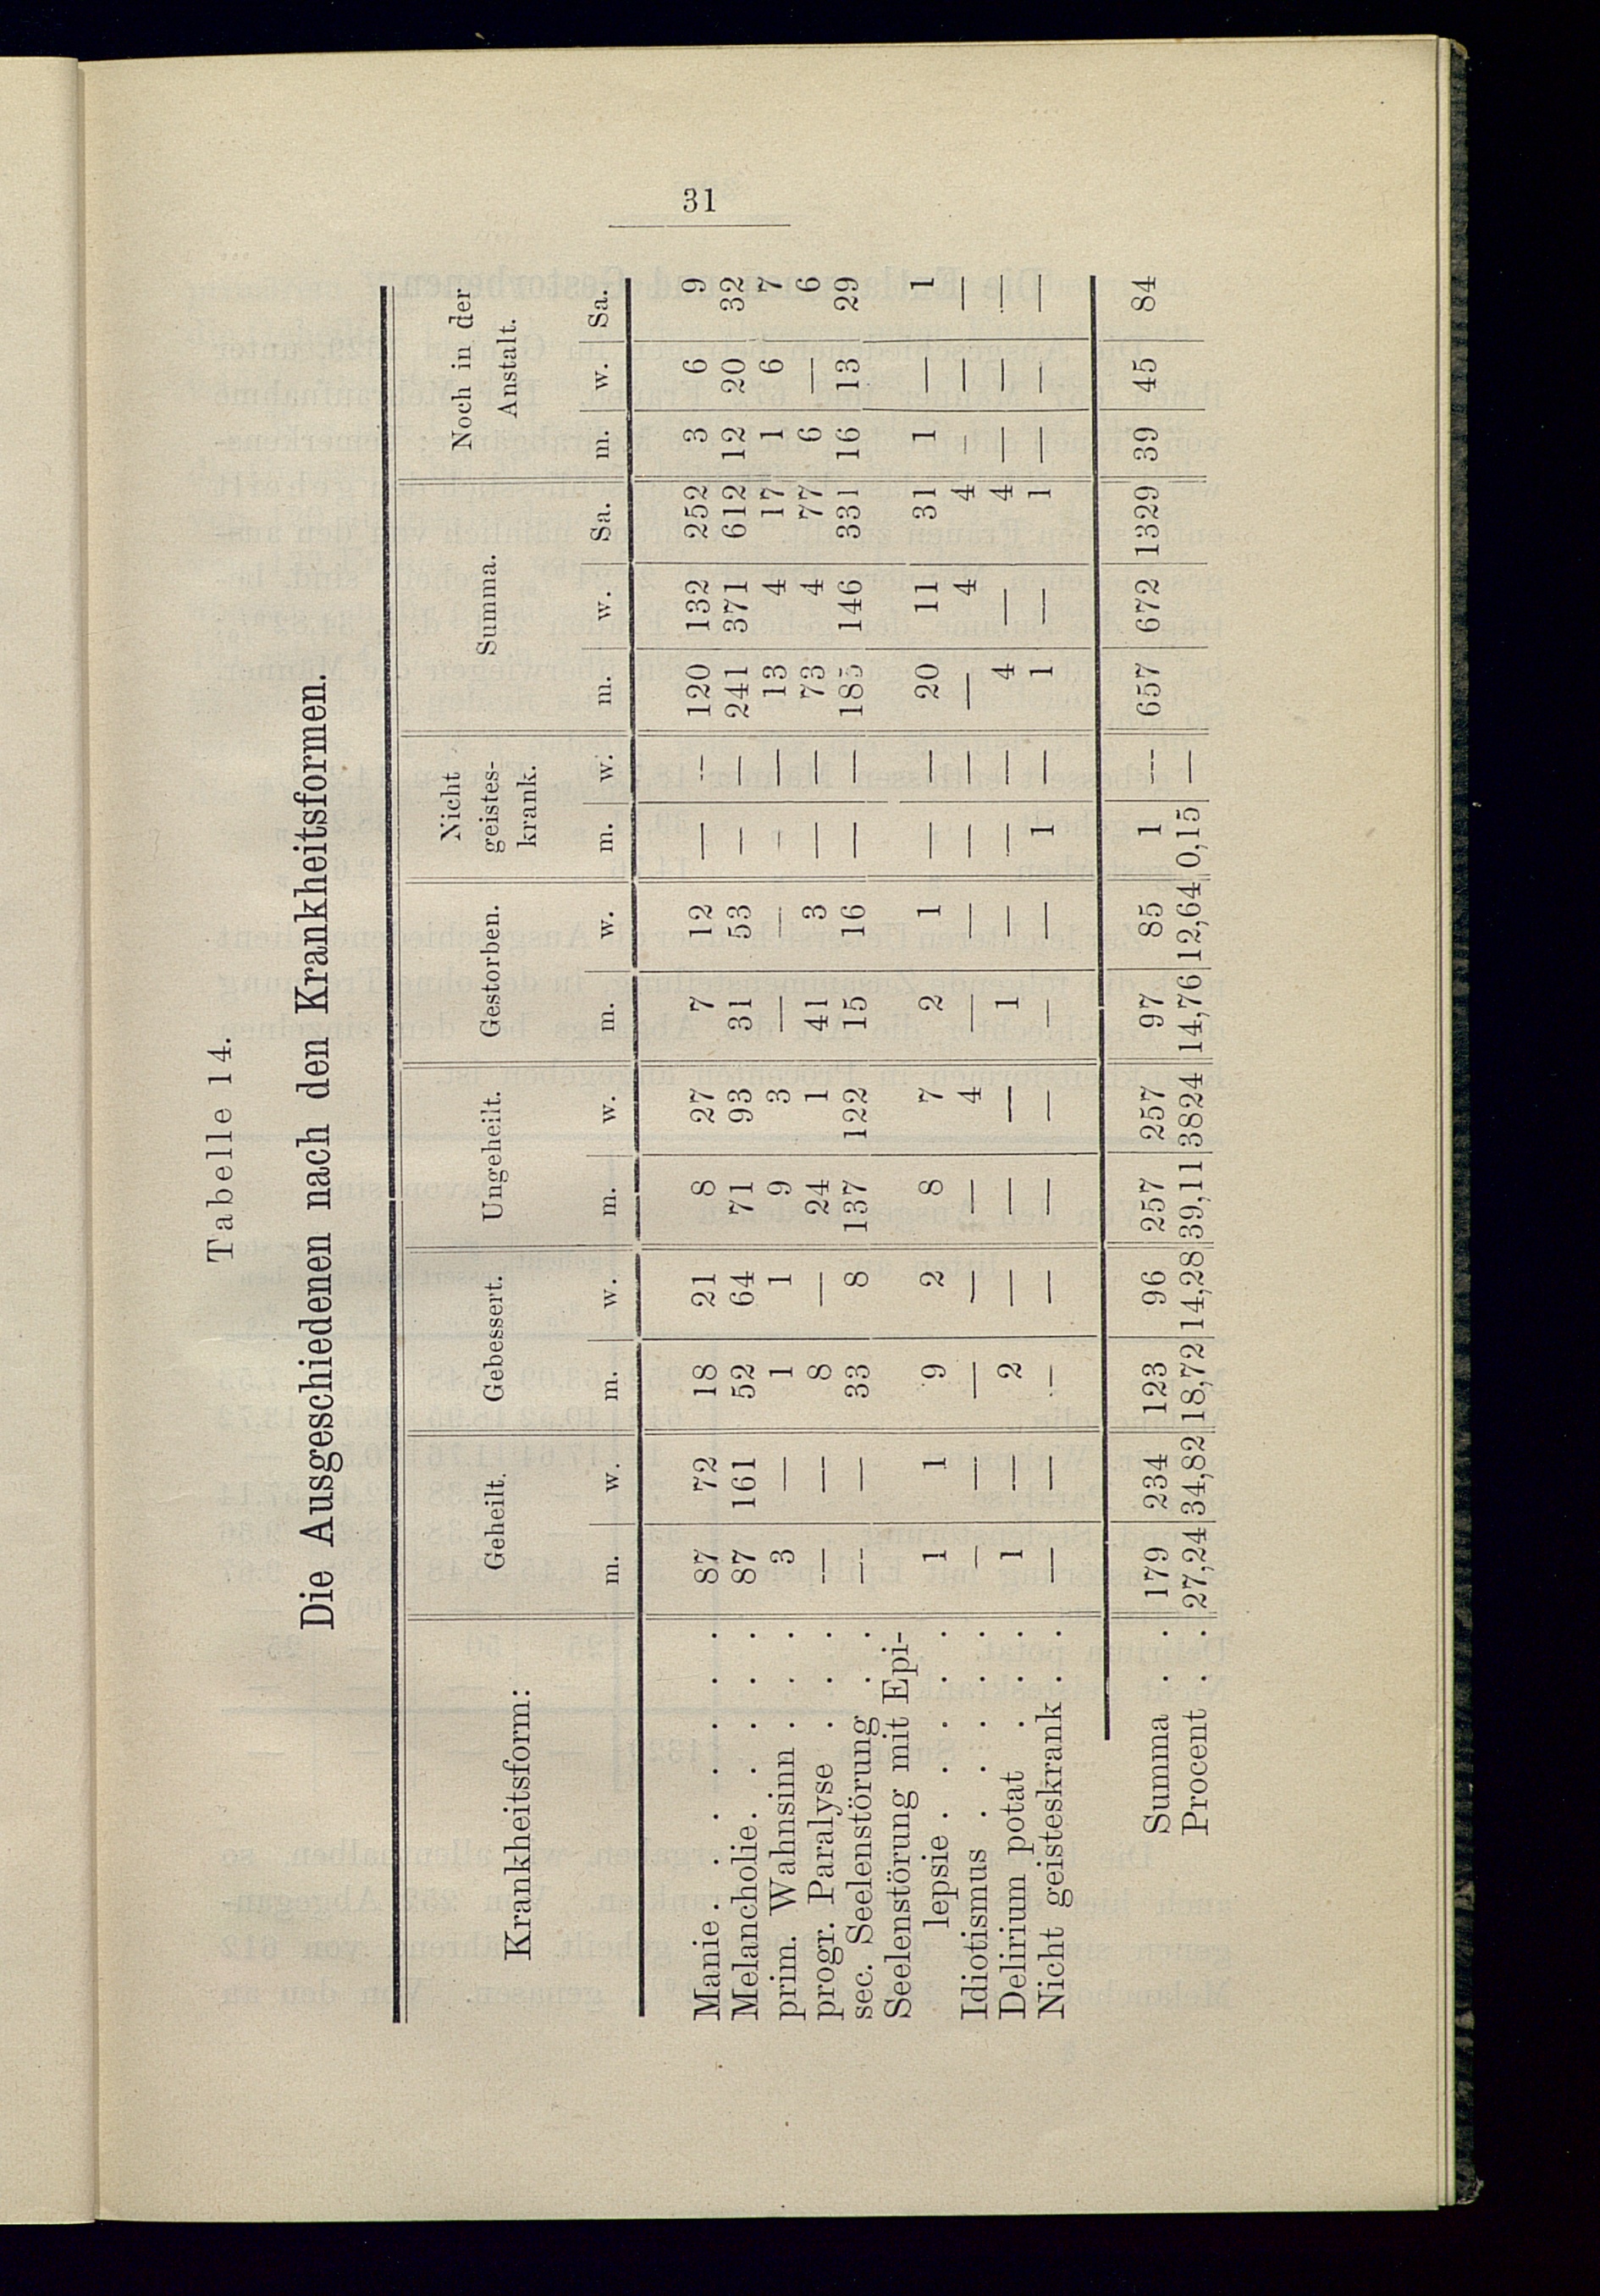 31
Tabelle 14.
Die Ausgeschiedenen nach den Krankheitsformen.
Krankheitsform: Geheilt. Gebessert. Ungeheilt. Gestorben. Nicht geistes- krank. Summa. Noch in der Anstalt.
m. w. m. w. m. w. m. w. m. w. m. w. Sa. m. w. Sa.
Manie . . . . . . . 87 72 18 21 8 27 7 12 — — 120 132 252 3 6 9
Melancholie. . . . . 87 161 52 64 71 93 31 53 — — 241 371 612 12 20 32
prim. Wahnsinn . . . 3 — 1 1 9 3 — — — — 13 4 17 1 6 7
progr. Paralyse . . . — — 8 — 24 1 41 3 — — 73 4 77 6 — 6
sec. Seelenstörung . . — — 33 8 137 122 15 16 — — 185 146 331 16 13 29
Seelenstörung mit Epi-
lepsie . . . . . 1 1 9 2 8 7 2 1 — — 20 11 31 1 — 1
Idiotismus . . . . . — — — — — 4 — — — — — 4 4 — — —
Delirium potat . . . 1 — 2 — — — 1 — — — 4 — 4 — — —
Nicht geisteskrank . . — — — — — — — — 1 — 1 — 1 — — —
Summa . . 179 234 123 96 257 257 97 85 1 — 657 672 1329 39 45 84
Procent . . 27,24 34,82 18,72 14,28 39,11 3824 14,76 12,64 0,15 —